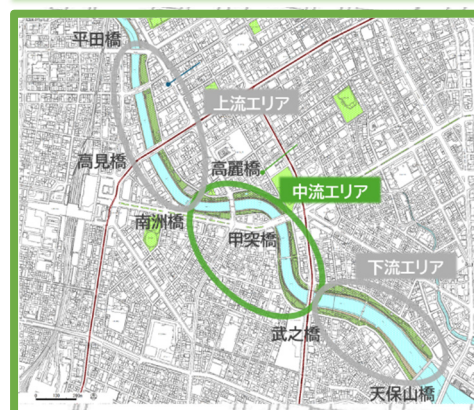 平田橋
上流エリア
高見橋
高麗橋
中流エリア
南洲橋
甲突橋
下流エリア
武之橋
天保山橋